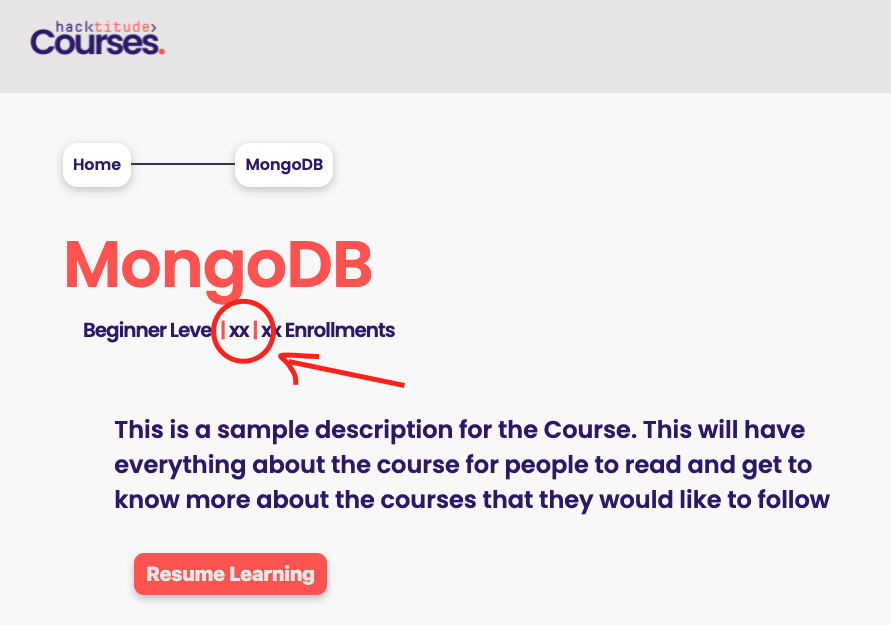 hacktitude>
Courses.
Home
MongoDB
MongoDB
Beginner Level | xx | xx Enrollments
This is a sample description for the Course. This will have
everything about the course for people to read and get to
know more about the courses that they would like to follow
Resume Learning